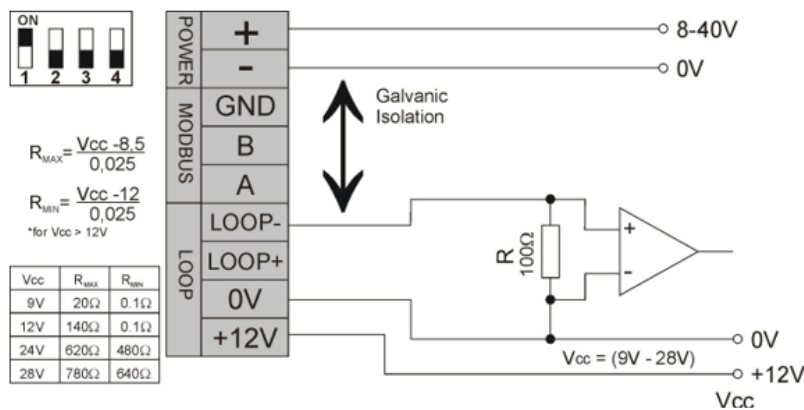 ON
1 2 3 4
POWER
+
-
MODBUS
GND
B
A
LOOP
LOOP-
LOOP+
0V
+12V
8-40V
0V
Galvanic
Isolation
RMAX= Vcc -8,5
0,025
RMIN= Vcc -12
0,025
*for Vcc > 12V
Vcc RMAX RMIN
9V 20Ω 0.1Ω
12V 140Ω 0.1Ω
24V 620Ω 480Ω
28V 780Ω 640Ω
R
100Ω
+
-
0V
Vcc = (9V - 28V)
+12V
Vcc